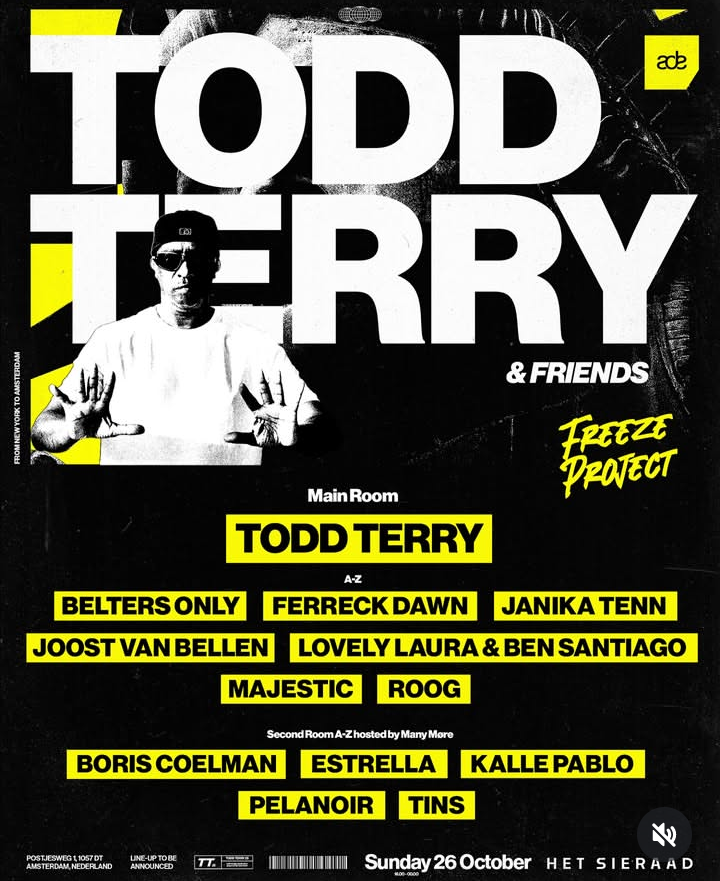 ade
TODD
TERRY
& FRIENDS
FROM NEW YORK TO AMSTERDAM
FREEZE
PROJECT
Main Room
TODD TERRY
A-Z
BELTERS ONLY FERRECK DAWN JANIKA TENN
JOOST VAN BELLEN LOVELY LAURA & BEN SANTIAGO
MAJESTIC ROOG
Second Room A-Z hosted by Many Møre
BORIS COELMAN ESTRELLA KALLE PABLO
PELANOIR TINS
POSTJESWEG 1, 1057 DT
AMSTERDAM, NEDERLAND
LINE-UP TO BE
ANNOUNCED
TT.
Sunday 26 October
HET SIERAAD